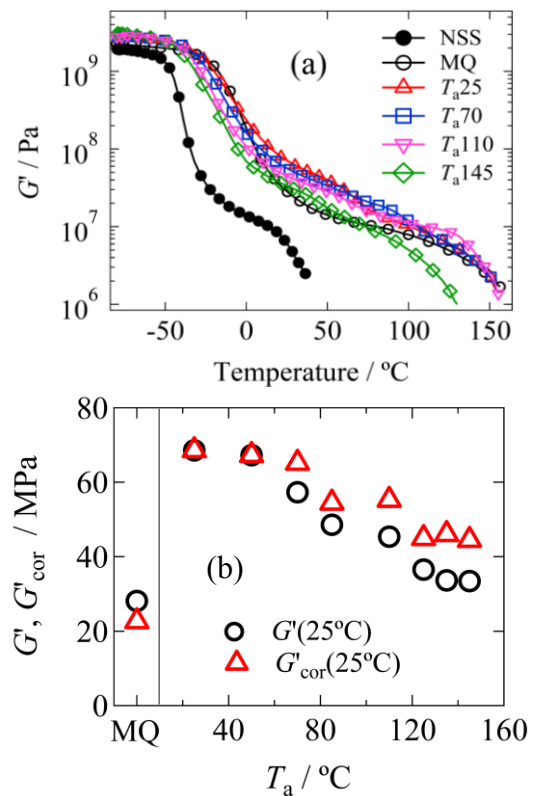 (a)
NSS
MQ
Tₐ25
Tₐ70
Tₐ110
Tₐ145
G' / Pa
10⁹
10⁸
10⁷
10⁶
-50 0 50 100 150
Temperature / ºC
80
60
40
20
0
G', G'cor / MPa
(b)
G'(25ºC)
G'cor(25ºC)
MQ 40 80 120 160
Tₐ / ºC